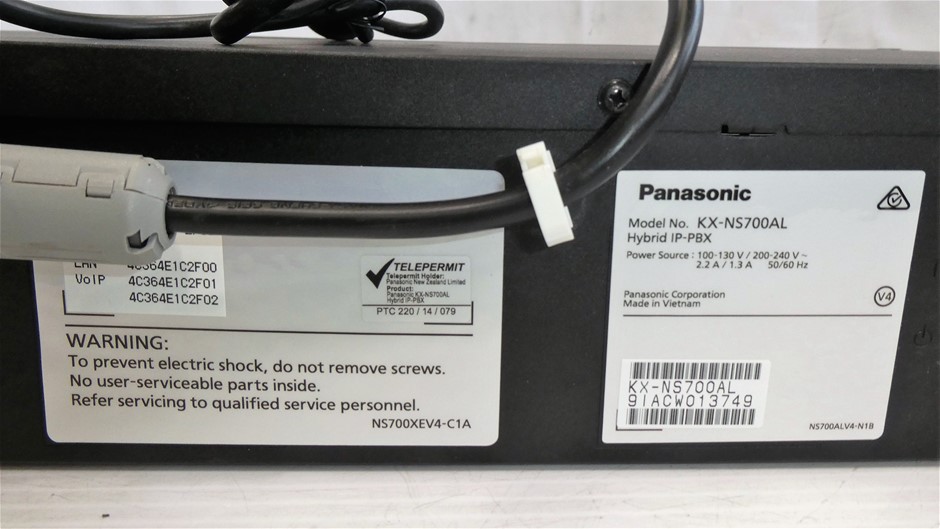 LAN 4C364E1C2F00
VoIP 4C364E1C2F01
4C364E1C2F02
TELEPERMIT
Telepermit Holder:
Panasonic New Zealand Limited
Product:
Panasonic KX-NS700AL
Hybrid IP-PBX
PTC 220 / 14 / 079
WARNING:
To prevent electric shock, do not remove screws.
No user-serviceable parts inside.
Refer servicing to qualified service personnel.
NS700XEV4-C1A
Panasonic
Model No. KX-NS700AL
Hybrid IP-PBX
Power Source : 100-130 V / 200-240 V ~
2.2 A / 1.3 A 50/60 Hz
Panasonic Corporation
Made in Vietnam
V4
KX-NS700AL
9IACW013749
NS700ALV4-N1B